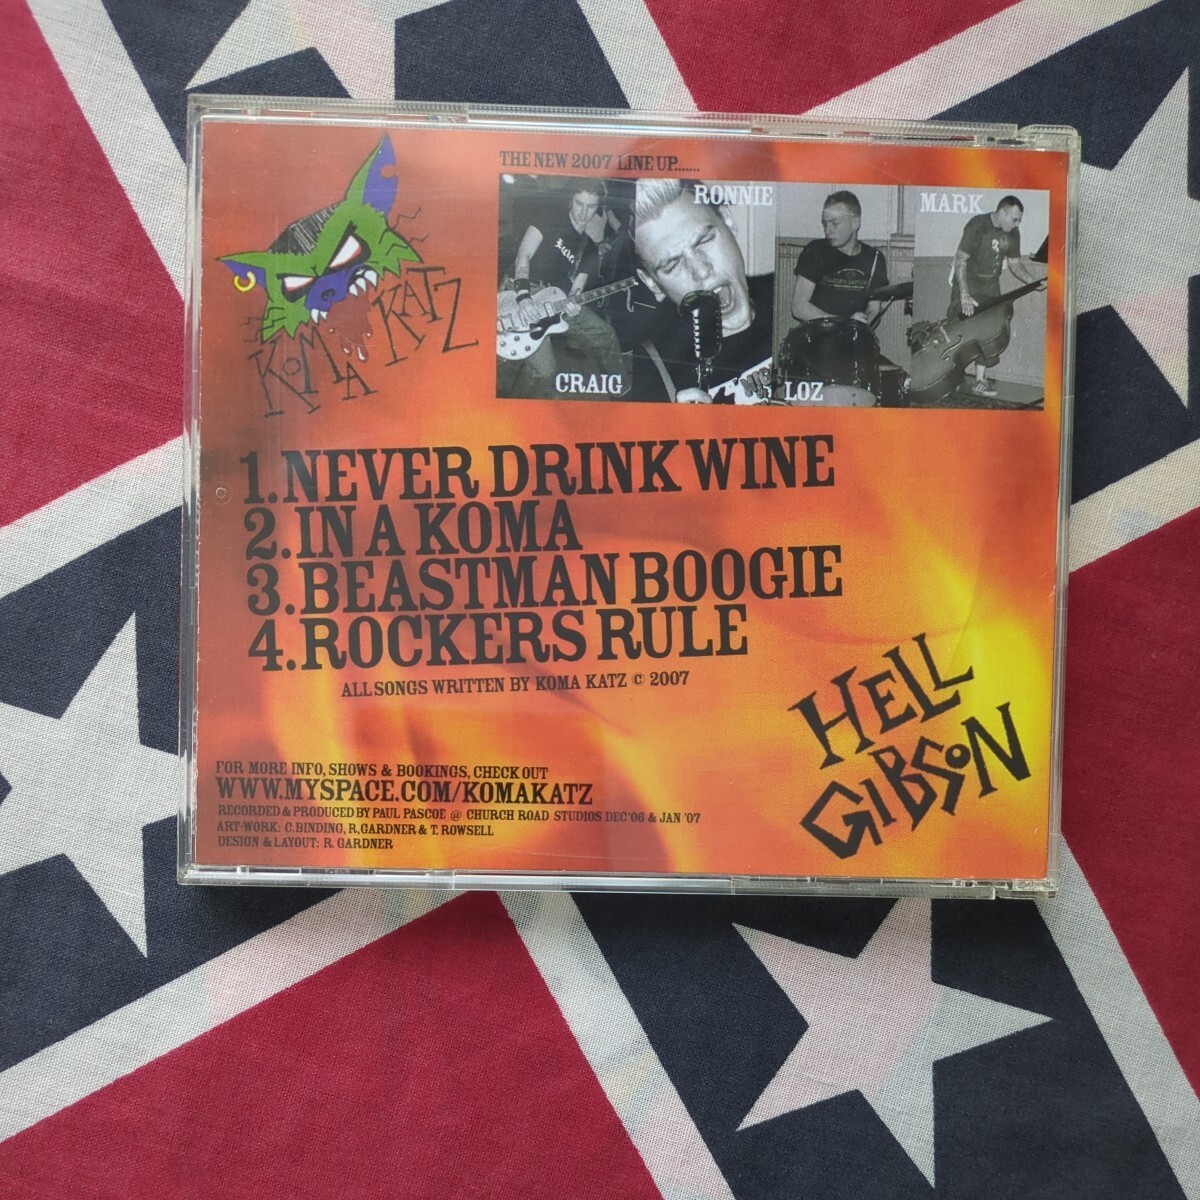 THE NEW 2007 LINE UP.......
RONNIE
MARK
CRAIG
LOZ
KOMA KATZ
1.NEVER DRINK WINE
2.IN A KOMA
3.BEASTMAN BOOGIE
4.ROCKERS RULE
ALL SONGS WRITTEN BY KOMA KATZ © 2007
HELL
GIBSON
FOR MORE INFO, SHOWS & BOOKINGS, CHECK OUT
WWW.MYSPACE.COM/KOMAKATZ
RECORDED & PRODUCED BY PAUL PASCOE @ CHURCH ROAD STUDIOS DEC '06 & JAN '07
ART-WORK: C.BINDING, R,GARDNER & T. ROWSELL
DESIGN & LAYOUT: R. GARDNER